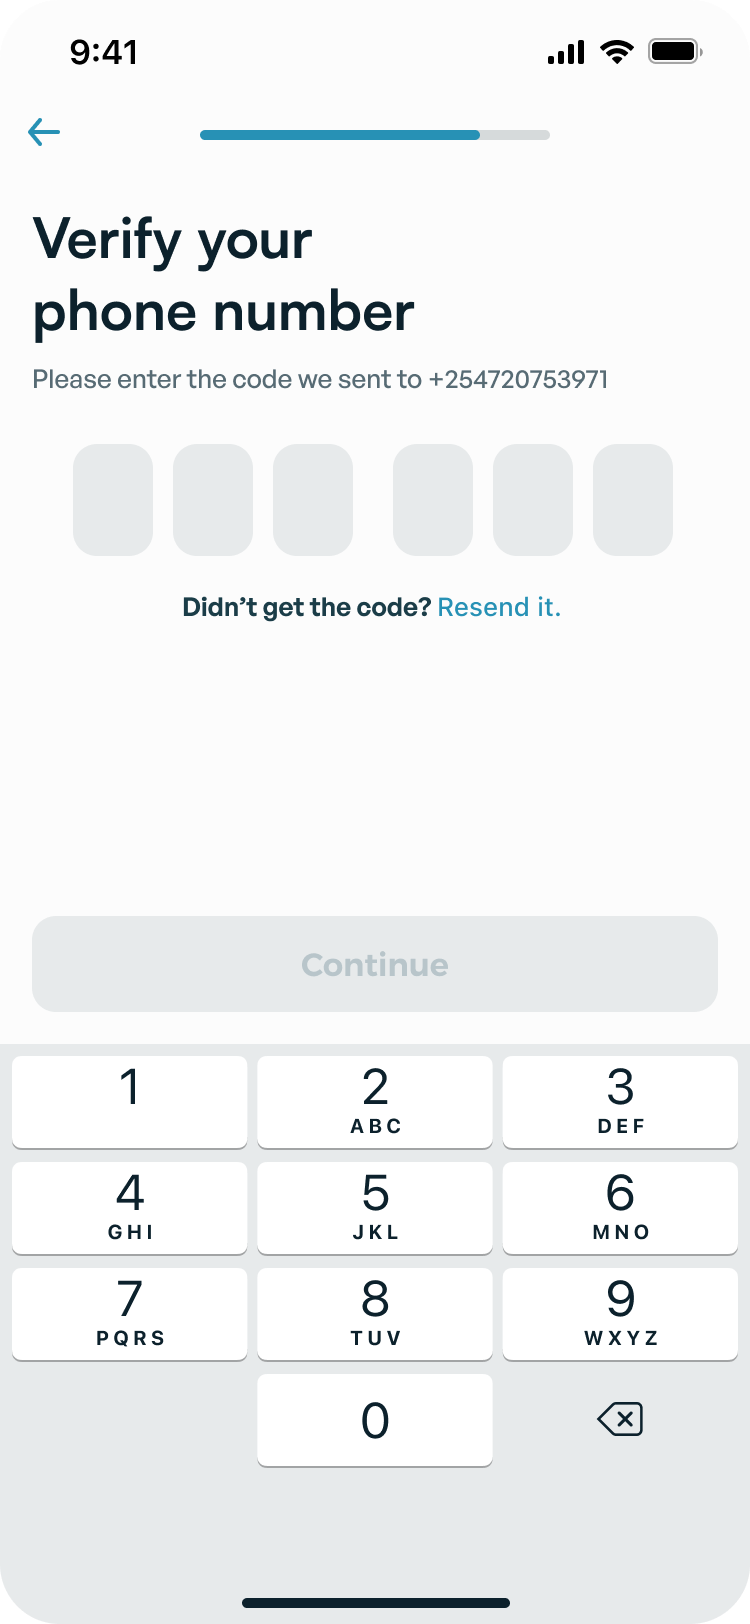 9:41
Verify your
phone number
Please enter the code we sent to +254720753971
Didn’t get the code? Resend it.
Continue
1 2 3
ABC DEF
4 5 6
GHI JKL MNO
7 8 9
PQRS TUV WXYZ
0